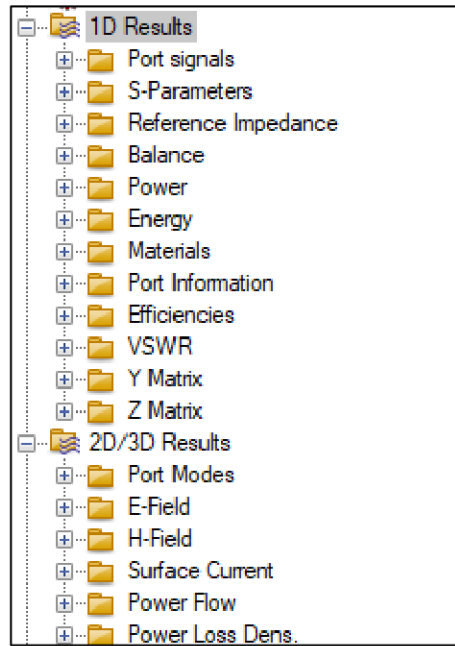 1D Results
Port signals
S-Parameters
Reference Impedance
Balance
Power
Energy
Materials
Port Information
Efficiencies
VSWR
Y Matrix
Z Matrix
2D/3D Results
Port Modes
E-Field
H-Field
Surface Current
Power Flow
Power Loss Dens.